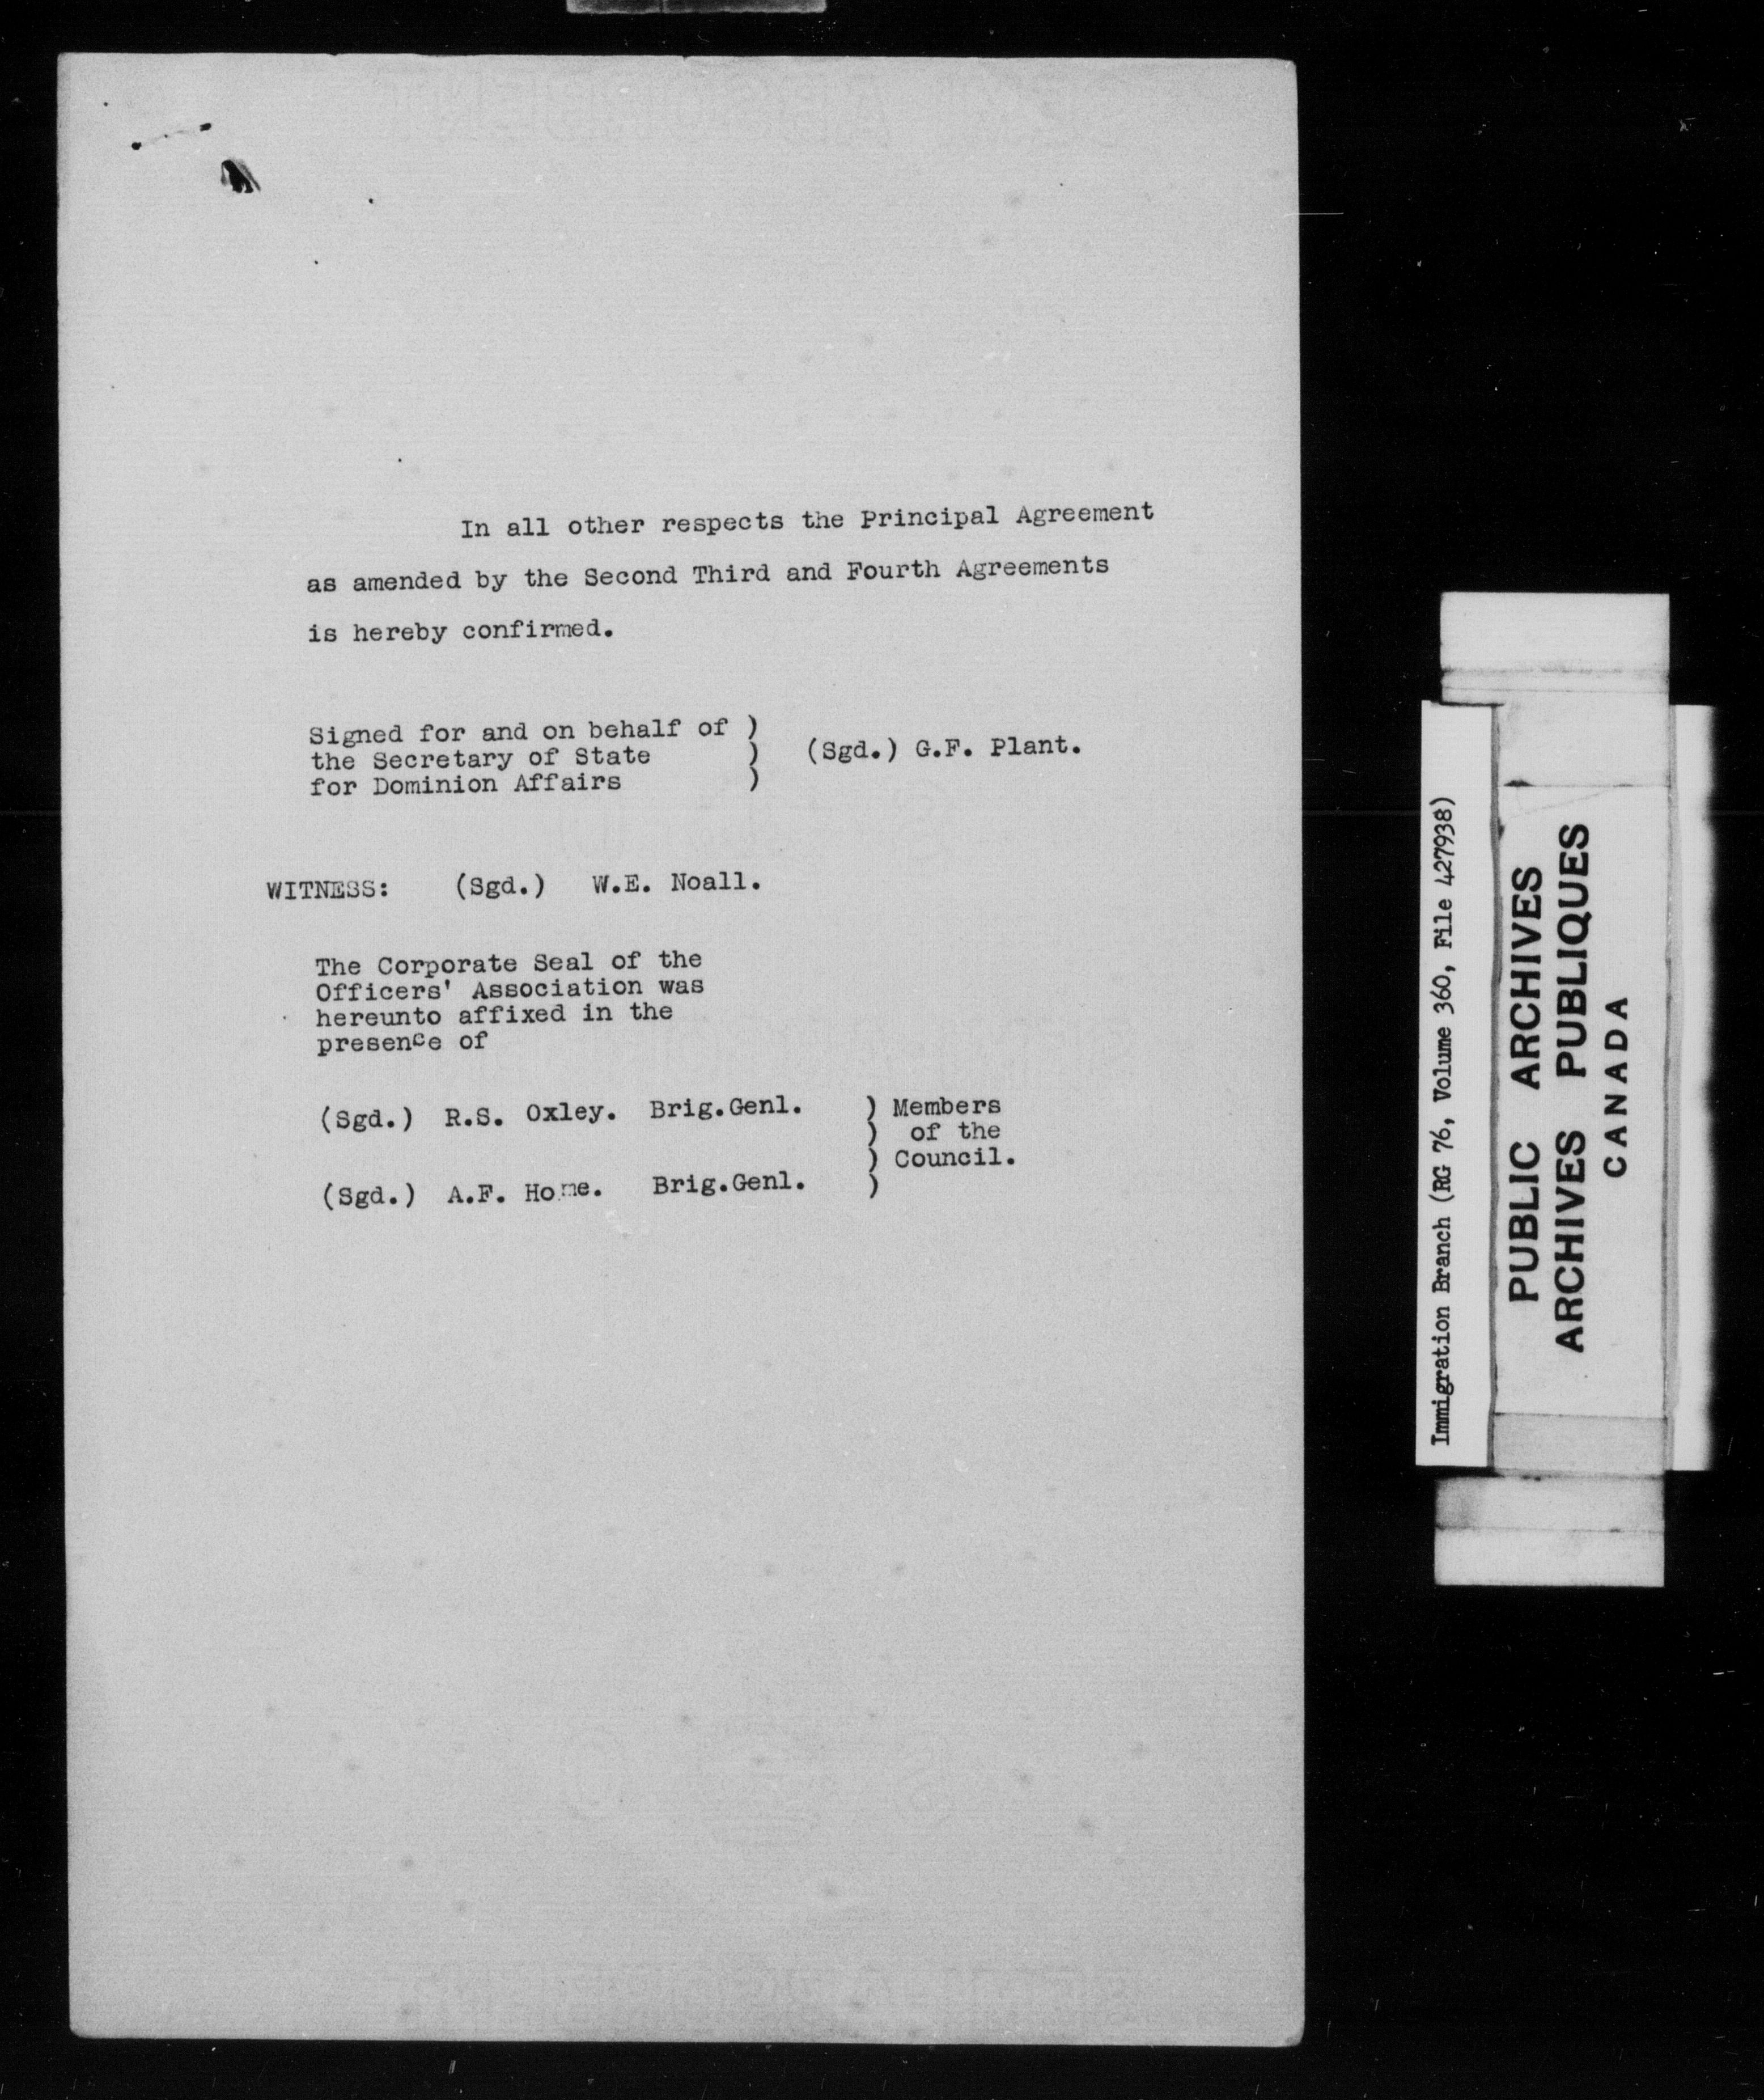 In all other respects the Principal Agreement
as amended by the Second Third and Fourth Agreements
is hereby confirmed.
Signed for and on behalf of )
the Secretary of State ) (Sgd.) G.F. Plant.
for Dominion Affairs )
WITNESS: (Sgd.) W.E. Noall.
The Corporate Seal of the
Officers' Association was
hereunto affixed in the
presence of
(Sgd.) R.S. Oxley. Brig.Genl. ) Members
) of the
) Council.
(Sgd.) A.F. Home. Brig.Genl. )
Immigration Branch (RG 76, Volume 360, File 427938)
PUBLIC ARCHIVES
ARCHIVES PUBLIQUES
CANADA